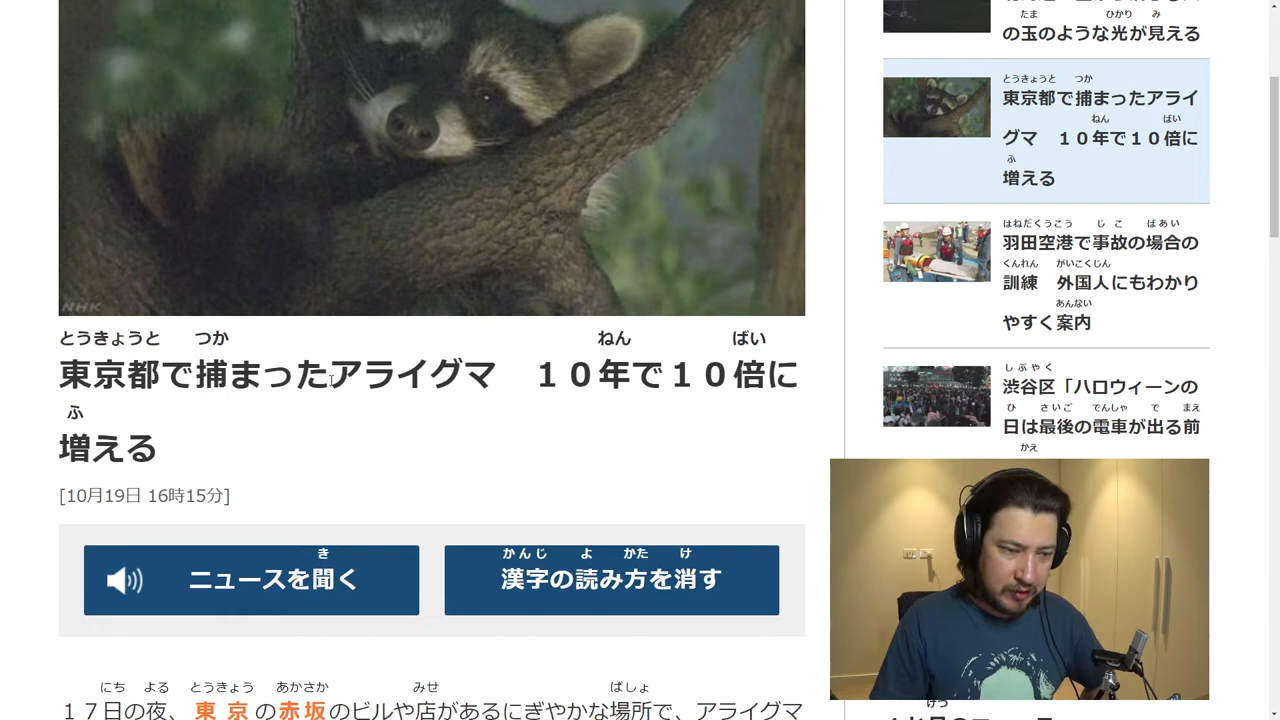 NHK
とうきょうと つか ねん ばい
東京都で捕まったアライグマ　１０年で１０倍に
ふ
増える
[10月19日 16時15分]
き
ニュースを聞く
かんじ よ かた け
漢字の読み方を消す
にち よる とうきょう あかさか みせ ばしょ
１７日の夜、東京の赤坂のビルや店があるにぎやかな場所で、アライグマ
たま ひかり み
の玉のような光が見える
とうきょうと つか
東京都で捕まったアライ
ねん ばい
グマ　１０年で１０倍に
ふ
増える
はねだくうこう じこ ばあい
羽田空港で事故の場合の
くんれん がいこくじん
訓練　外国人にもわかり
あんない
やすく案内
しぶやく
渋谷区「ハロウィーンの
ひ さいご でんしゃ で まえ
日は最後の電車が出る前
かえ